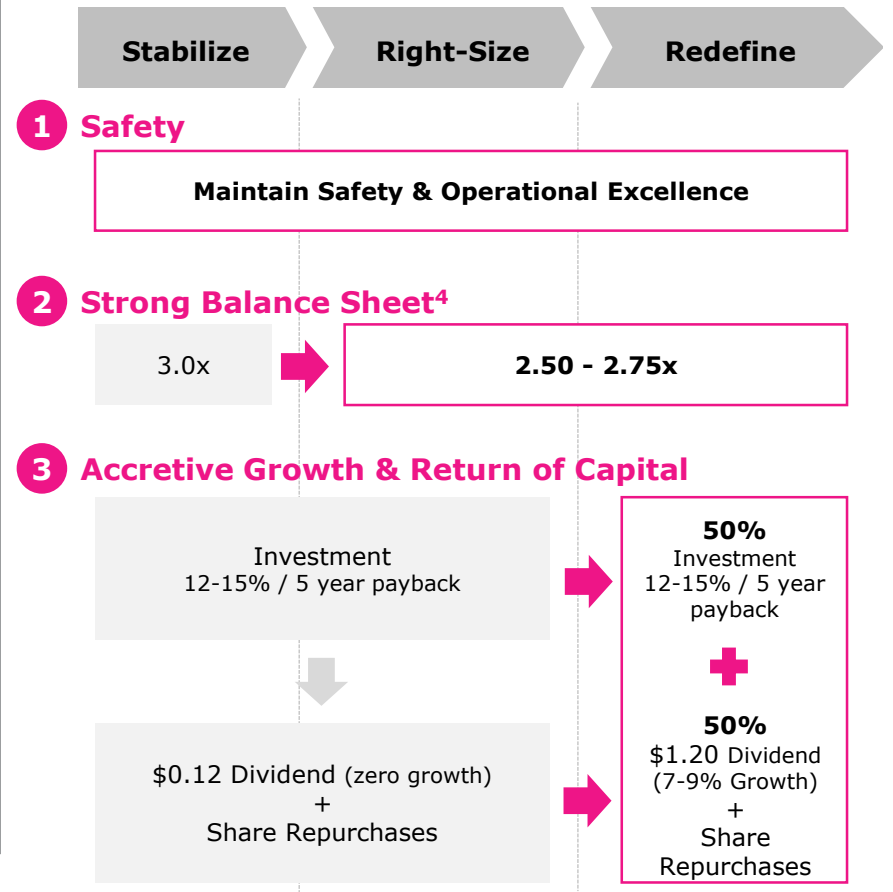 Stabilize
Right-Size
Redefine
1 Safety
Maintain Safety & Operational Excellence
2 Strong Balance Sheet⁴
3.0x
2.50 - 2.75x
3 Accretive Growth & Return of Capital
Investment
12-15% / 5 year payback
50%
Investment
12-15% / 5 year
payback
$0.12 Dividend (zero growth)
+
Share Repurchases
50%
$1.20 Dividend
(7-9% Growth)
+
Share
Repurchases